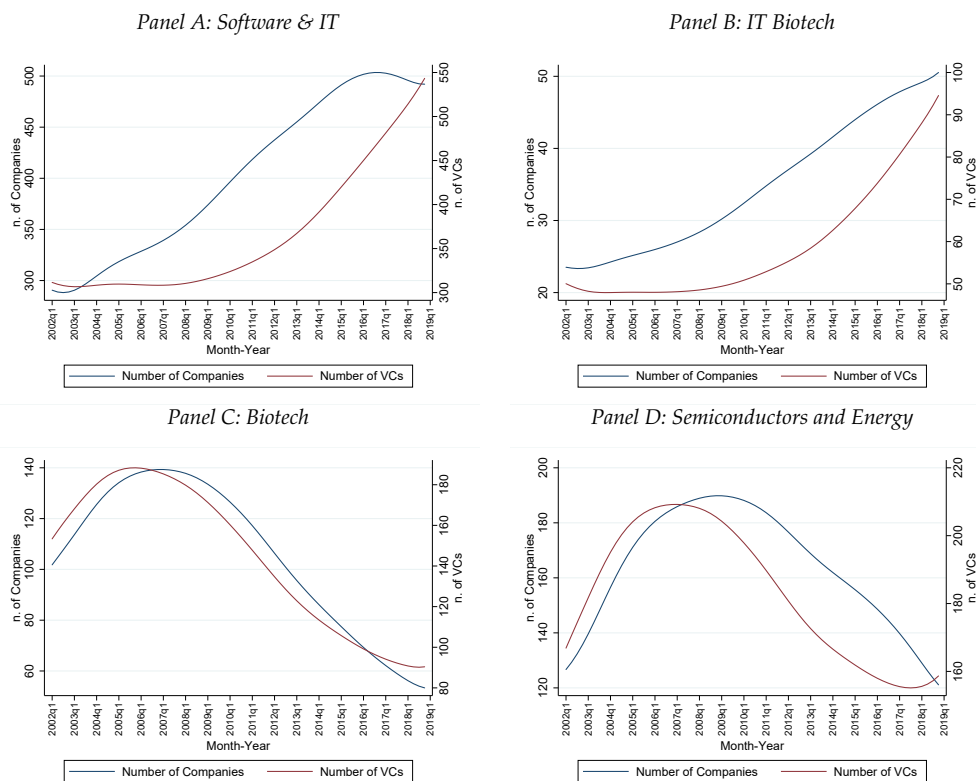 Panel A: Software & IT
n. of Companies
300 350 400 450 500
n. of VCs
300 350 400 450 500 550
2002q1 2003q1 2004q1 2005q1 2006q1 2007q1 2008q1 2009q1 2010q1 2011q1 2012q1 2013q1 2014q1 2015q1 2016q1 2017q1 2018q1 2019q1
Month-Year
Number of Companies Number of VCs
Panel B: IT Biotech
n. of Companies
20 30 40 50
n. of VCs
50 60 70 80 90 100
2002q1 2003q1 2004q1 2005q1 2006q1 2007q1 2008q1 2009q1 2010q1 2011q1 2012q1 2013q1 2014q1 2015q1 2016q1 2017q1 2018q1 2019q1
Month-Year
Number of Companies Number of VCs
Panel C: Biotech
n. of Companies
60 80 100 120 140
n. of VCs
80 100 120 140 160 180
2002q1 2003q1 2004q1 2005q1 2006q1 2007q1 2008q1 2009q1 2010q1 2011q1 2012q1 2013q1 2014q1 2015q1 2016q1 2017q1 2018q1 2019q1
Month-Year
Number of Companies Number of VCs
Panel D: Semiconductors and Energy
n. of Companies
120 140 160 180 200
n. of VCs
160 180 200 220
2002q1 2003q1 2004q1 2005q1 2006q1 2007q1 2008q1 2009q1 2010q1 2011q1 2012q1 2013q1 2014q1 2015q1 2016q1 2017q1 2018q1 2019q1
Month-Year
Number of Companies Number of VCs